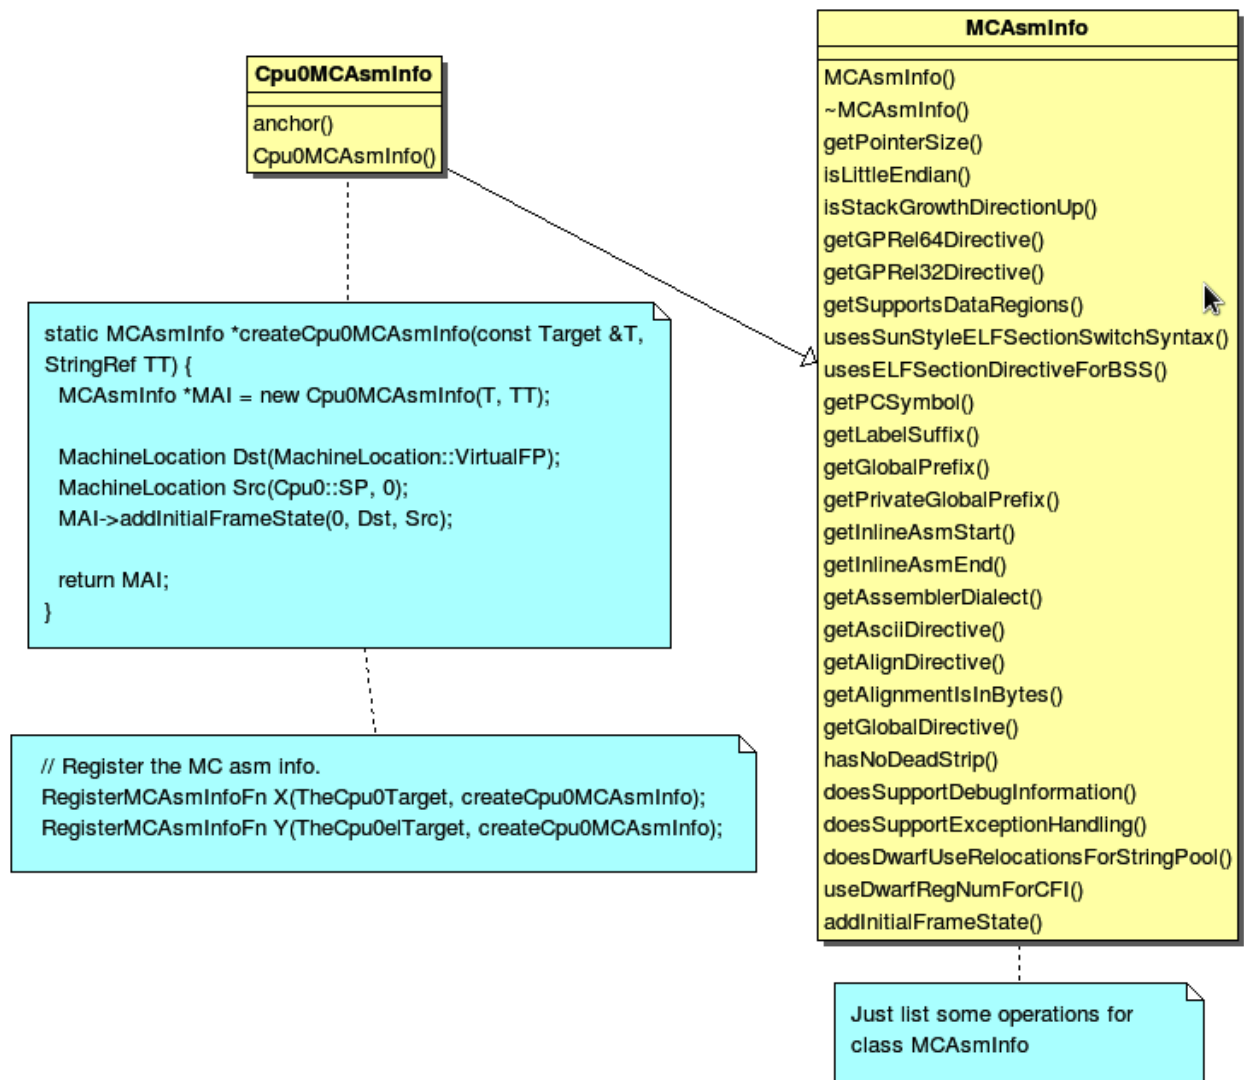 Cpu0MCAsmInfo
anchor()
Cpu0MCAsmInfo()
static MCAsmInfo *createCpu0MCAsmInfo(const Target &T,
StringRef TT) {
MCAsmInfo *MAI = new Cpu0MCAsmInfo(T, TT);
MachineLocation Dst(MachineLocation::VirtualFP);
MachineLocation Src(Cpu0::SP, 0);
MAI->addInitialFrameState(0, Dst, Src);
return MAI;
}
// Register the MC asm info.
RegisterMCAsmInfoFn X(TheCpu0Target, createCpu0MCAsmInfo);
RegisterMCAsmInfoFn Y(TheCpu0elTarget, createCpu0MCAsmInfo);
MCAsmInfo
MCAsmInfo()
~MCAsmInfo()
getPointerSize()
isLittleEndian()
isStackGrowthDirectionUp()
getGPRel64Directive()
getGPRel32Directive()
getSupportsDataRegions()
usesSunStyleELFSectionSwitchSyntax()
usesELFSectionDirectiveForBSS()
getPCSymbol()
getLabelSuffix()
getGlobalPrefix()
getPrivateGlobalPrefix()
getInlineAsmStart()
getInlineAsmEnd()
getAssemblerDialect()
getAsciiDirective()
getAlignDirective()
getAlignmentIsInBytes()
getGlobalDirective()
hasNoDeadStrip()
doesSupportDebugInformation()
doesSupportExceptionHandling()
doesDwarfUseRelocationsForStringPool()
useDwarfRegNumForCFI()
addInitialFrameState()
Just list some operations for
class MCAsmInfo